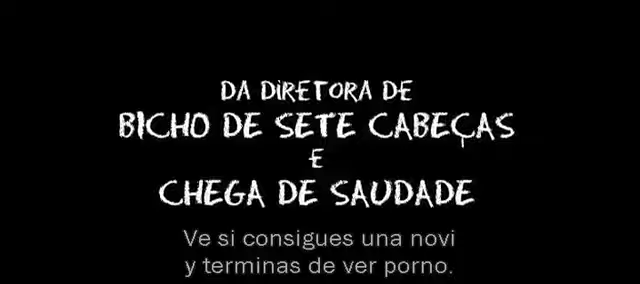 DA DIRETORA DE
BICHO DE SETE CABEÇAS
E
CHEGA DE SAUDADE
Ve si consigues una novi
y terminas de ver porno.